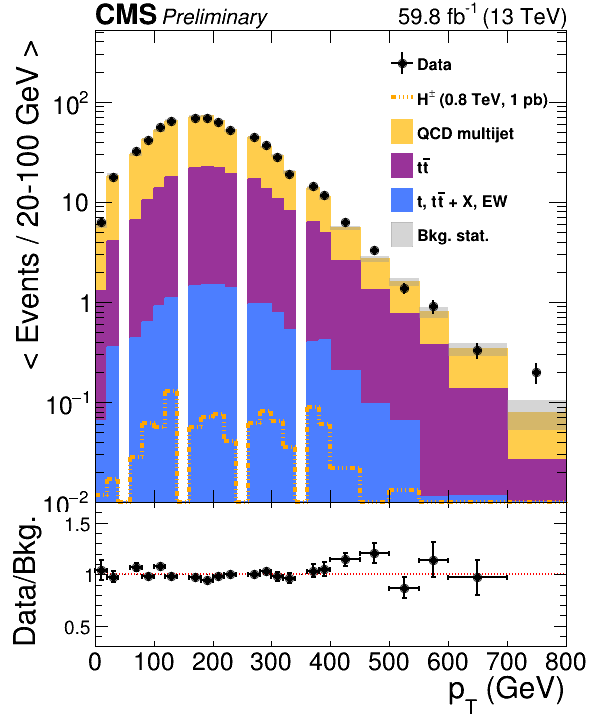 CMS Preliminary 59.8 fb⁻¹ (13 TeV)
< Events / 20-100 GeV >
10²
10
1
10⁻¹
10⁻²
Data
H± (0.8 TeV, 1 pb)
QCD multijet
tt̄
t, tt̄ + X, EW
Bkg. stat.
Data/Bkg.
1.5
1
0.5
0 100 200 300 400 500 600 700 800
p_T (GeV)